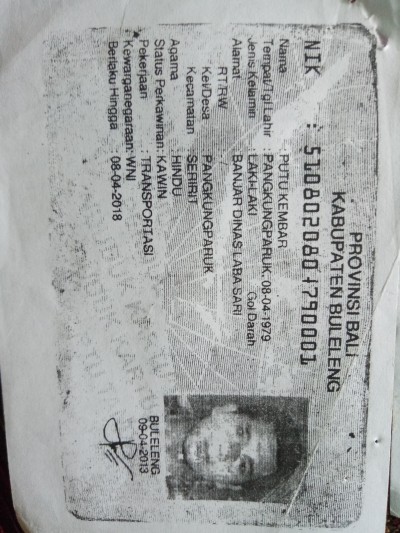 PROVINSI BALI
KABUPATEN BULELENG
NIK : 5108020804790001
Nama : PUTU KEMBAR
Tempat/Tgl Lahir : PANGKUNGPARUK, 08-04-1979
Jenis Kelamin : LAKI-LAKI Gol Darah
Alamat : BANJAR DINAS LABA SARI
RT/RW : /
Kel/Desa : PANGKUNGPARUK
Kecamatan : SERIRIT
Agama : HINDU
Status Perkawinan: KAWIN
Pekerjaan : TRANSPORTASI
Kewarganegaraan: WNI
Berlaku Hingga : 08-04-2018
BULELENG
09-04-2013